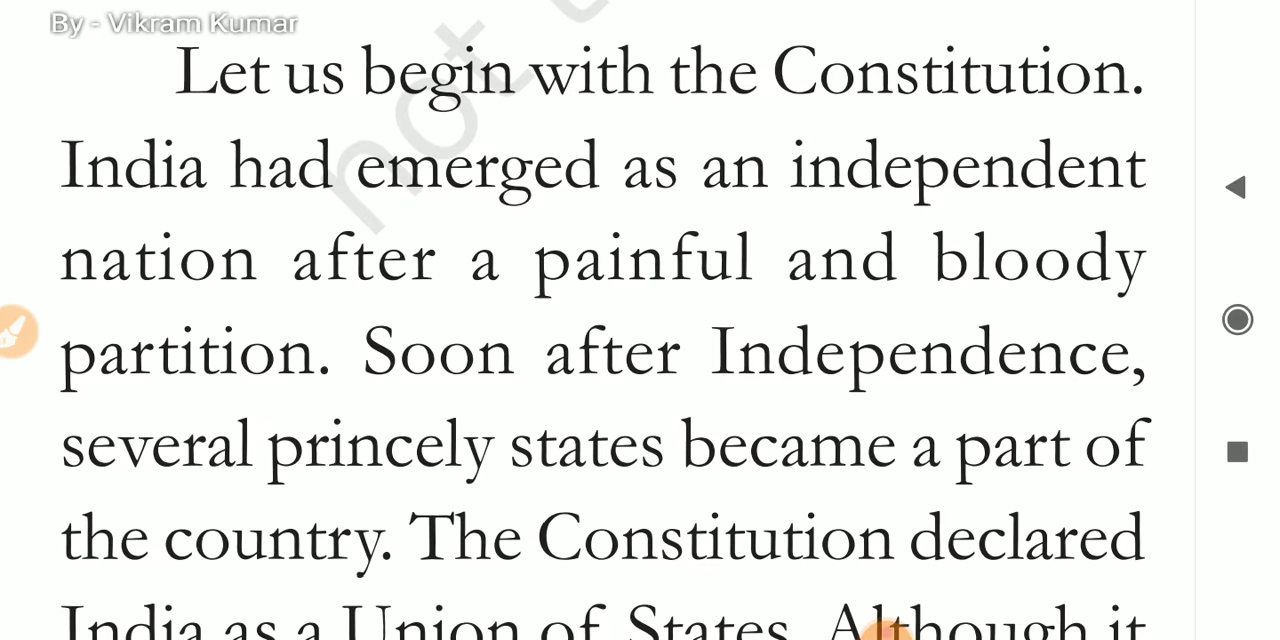 By - Vikram Kumar
not t
Let us begin with the Constitution.
India had emerged as an independent
nation after a painful and bloody
partition. Soon after Independence,
several princely states became a part of
the country. The Constitution declared
India as a Union of States. Although it